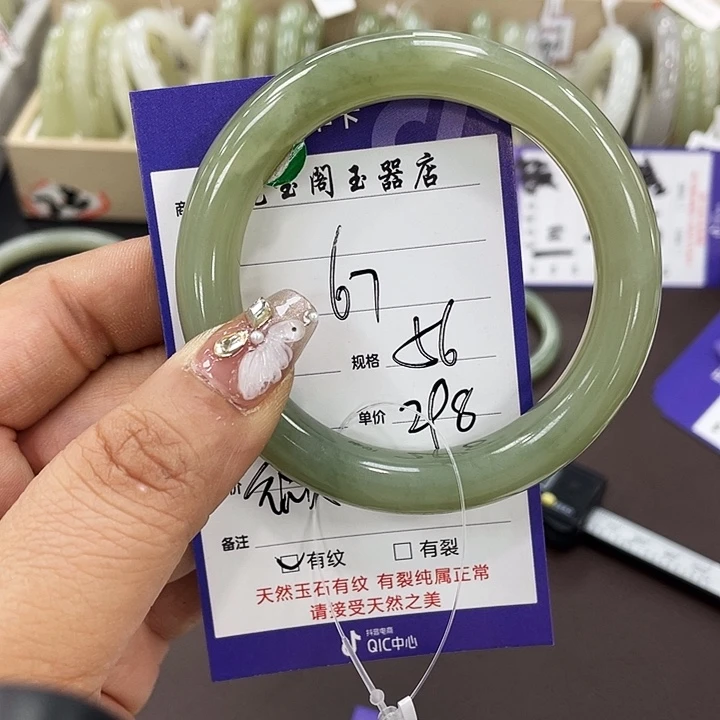 玉阁玉器店
67
规格 56
单价 298
备注
有纹 有裂
天然玉石有纹 有裂纯属正常
请接受天然之美
抖音电商
QIC中心